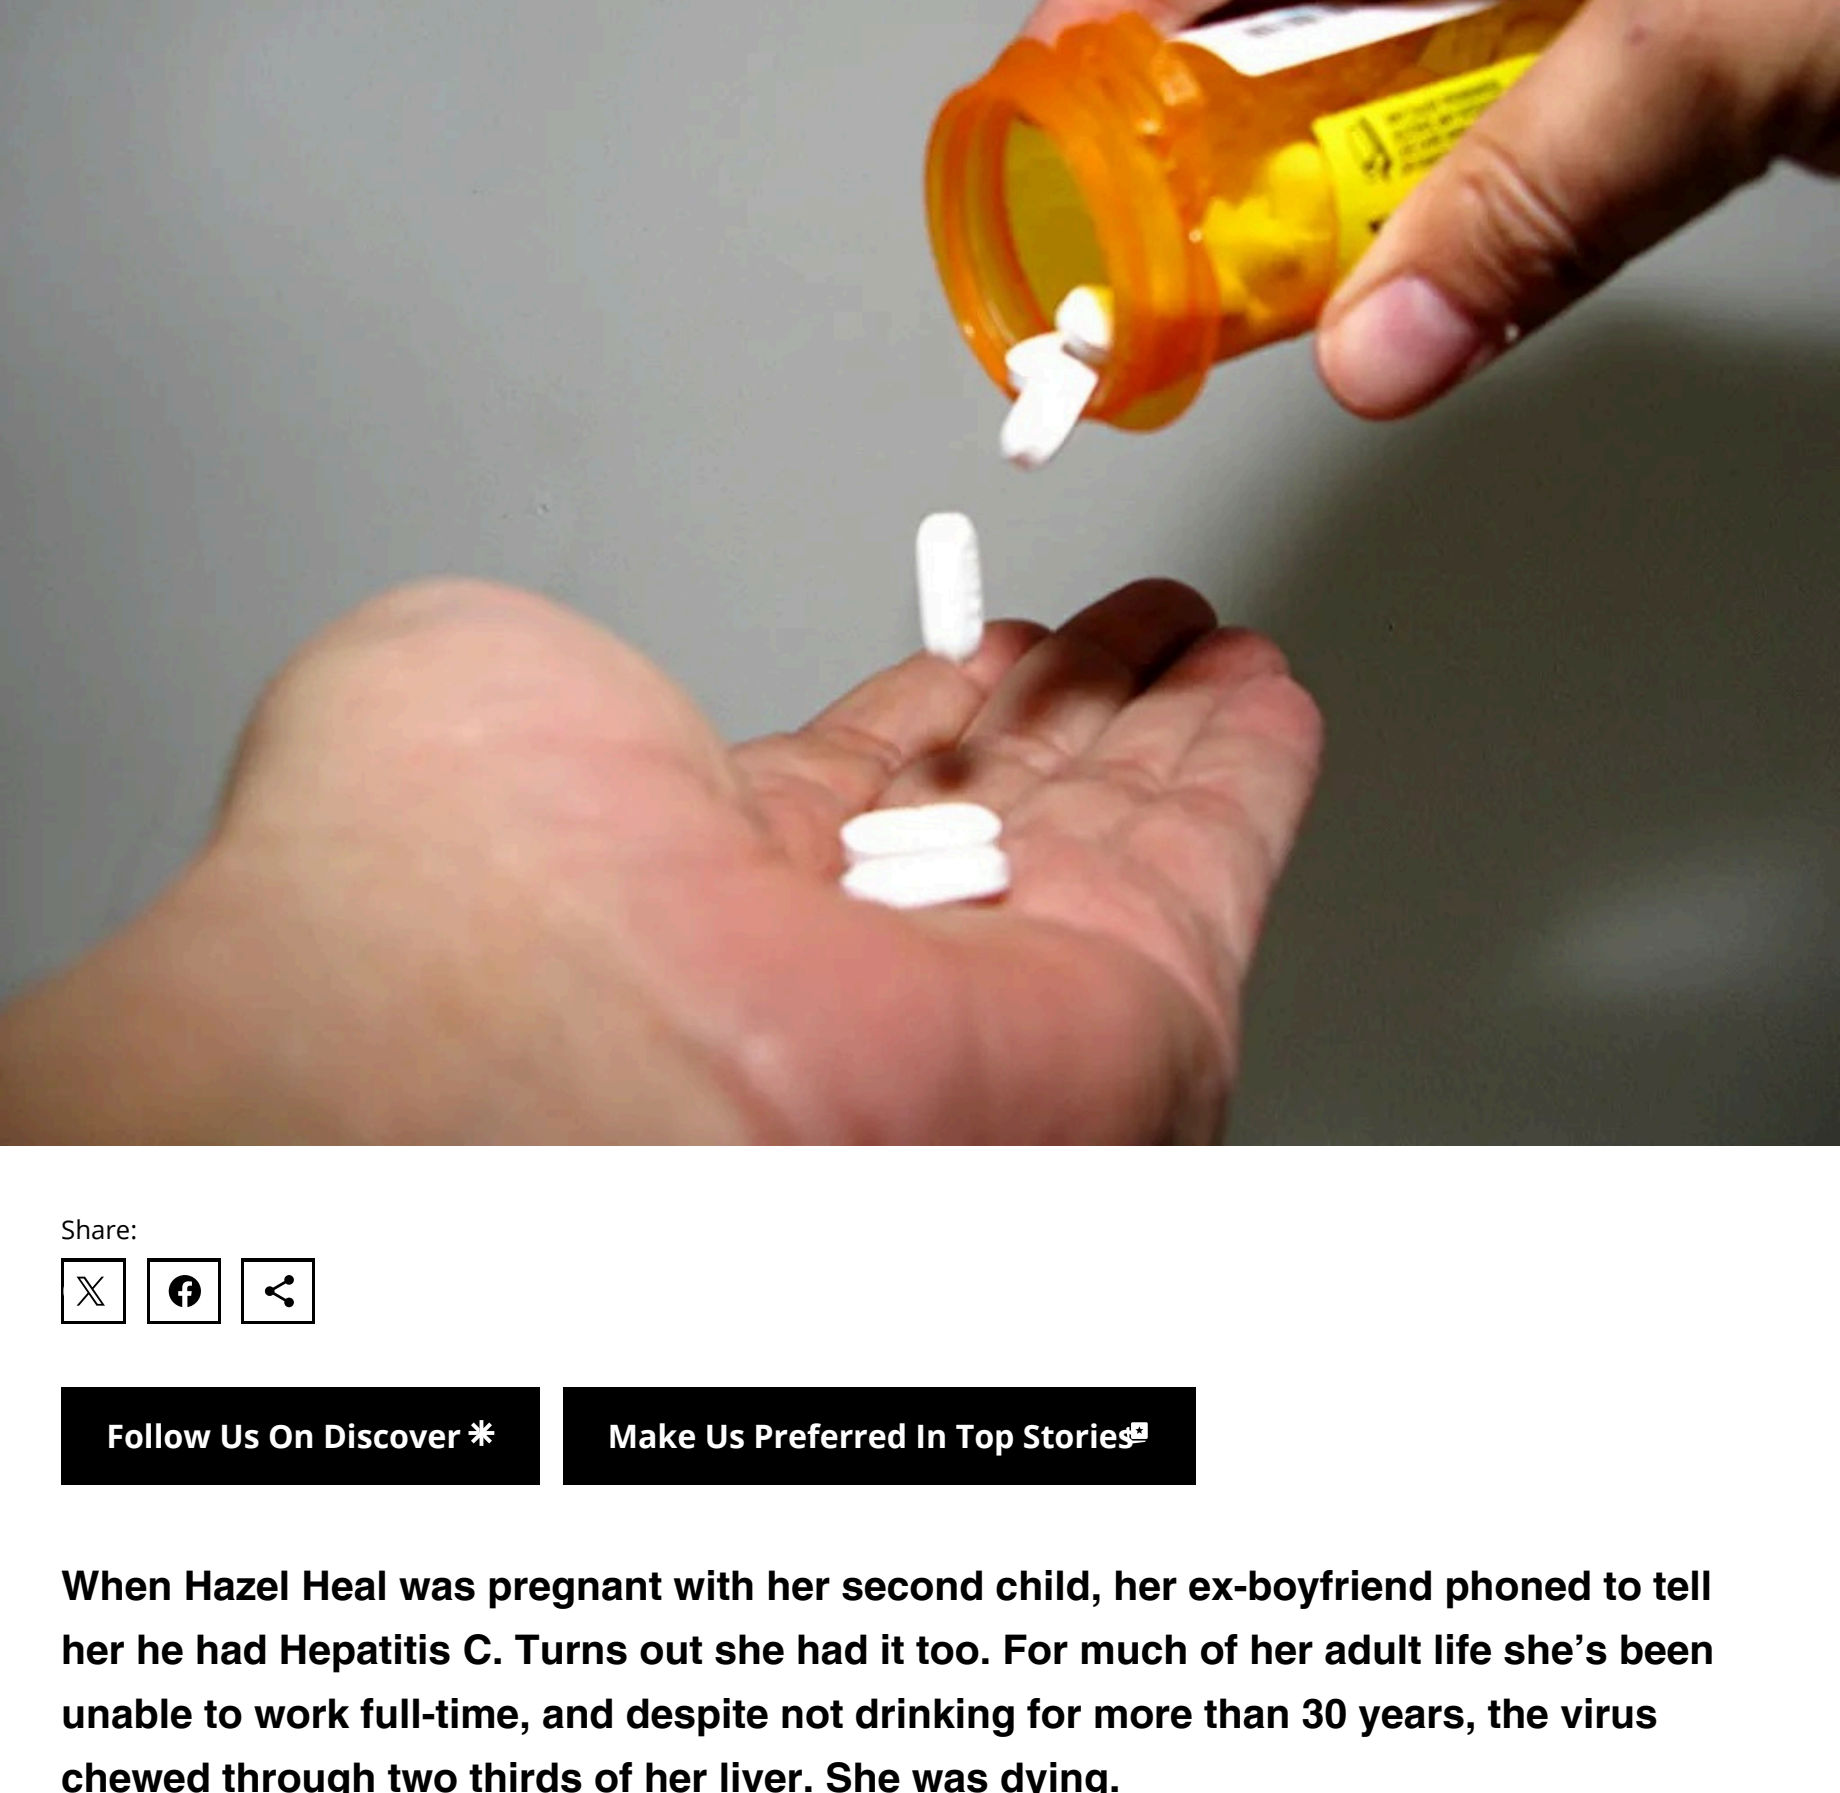 Share:
Follow Us On Discover
Make Us Preferred In Top Stories
When Hazel Heal was pregnant with her second child, her ex-boyfriend phoned to tell
her he had Hepatitis C. Turns out she had it too. For much of her adult life she’s been
unable to work full-time, and despite not drinking for more than 30 years, the virus
chewed through two thirds of her liver. She was dying.